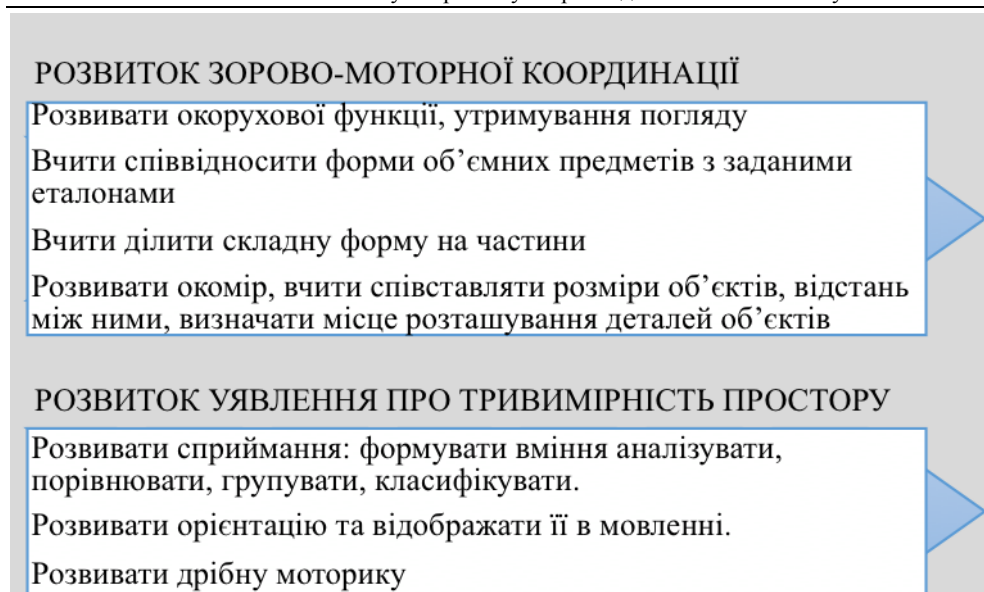 РОЗВИТОК ЗОРОВО-МОТОРНОЇ КООРДИНАЦІЇ
Розвивати окорухової функції, утримування погляду
Вчити співвідносити форми об’ємних предметів з заданими
еталонами
Вчити ділити складну форму на частини
Розвивати окомір, вчити співставляти розміри об’єктів, відстань
між ними, визначати місце розташування деталей об’єктів
РОЗВИТОК УЯВЛЕННЯ ПРО ТРИВИМІРНІСТЬ ПРОСТОРУ
Розвивати сприймання: формувати вміння аналізувати,
порівнювати, групувати, класифікувати.
Розвивати орієнтацію та відображати її в мовленні.
Розвивати дрібну моторику